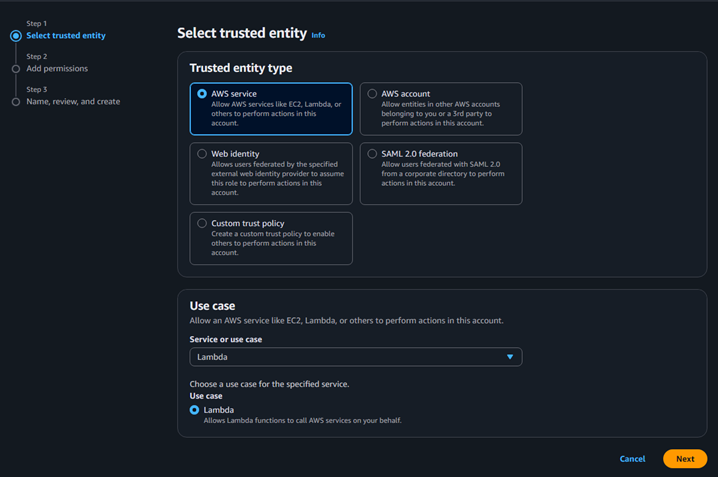 Step 1
Select trusted entity
Step 2
Add permissions
Step 3
Name, review, and create
Select trusted entity Info
Trusted entity type
AWS service
Allow AWS services like EC2, Lambda, or
others to perform actions in this
account.
AWS account
Allow entities in other AWS accounts
belonging to you or a 3rd party to
perform actions in this account.
Web identity
Allows users federated by the specified
external web identity provider to assume
this role to perform actions in this
account.
SAML 2.0 federation
Allow users federated with SAML 2.0
from a corporate directory to perform
actions in this account.
Custom trust policy
Create a custom trust policy to enable
others to perform actions in this
account.
Use case
Allow an AWS service like EC2, Lambda, or others to perform actions in this account.
Service or use case
Lambda
Choose a use case for the specified service.
Use case
Lambda
Allows Lambda functions to call AWS services on your behalf.
Cancel
Next